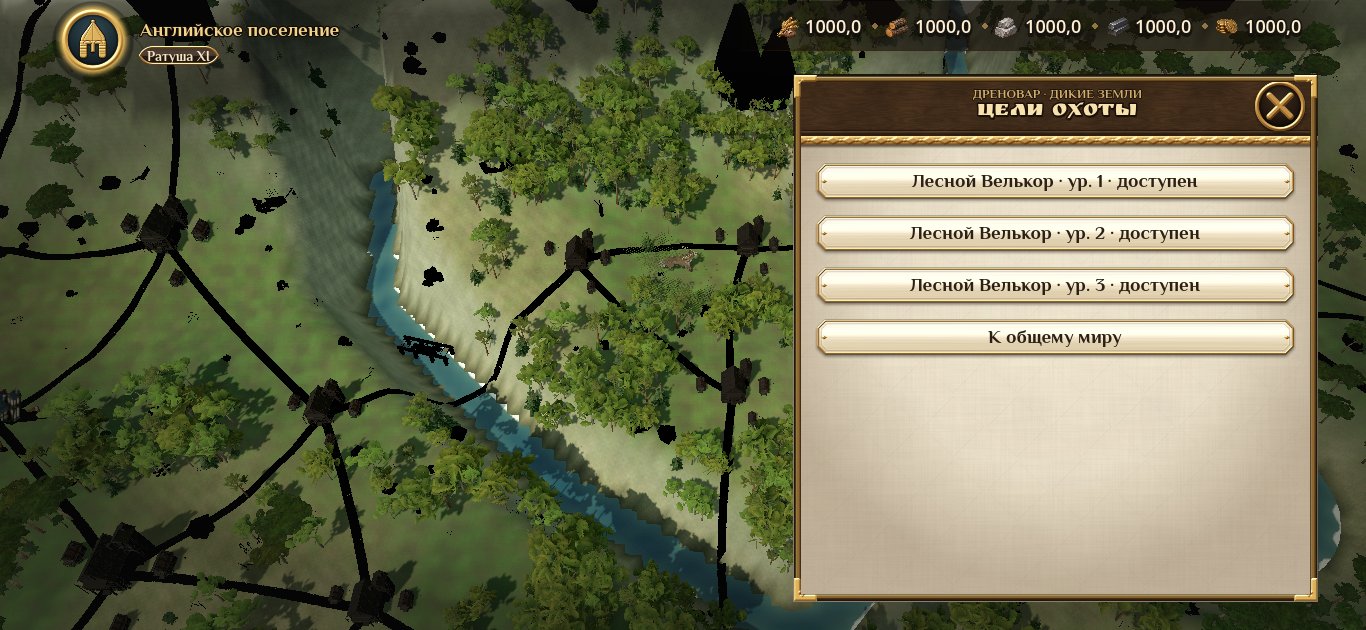 Английское поселение
Ратуша XI
1000,0 1000,0 1000,0 1000,0 1000,0
ДРЕНОВАР · ДИКИЕ ЗЕМЛИ
ЦЕЛИ ОХОТЫ
Лесной Велькор · ур. 1 · доступен
Лесной Велькор · ур. 2 · доступен
Лесной Велькор · ур. 3 · доступен
К общему миру